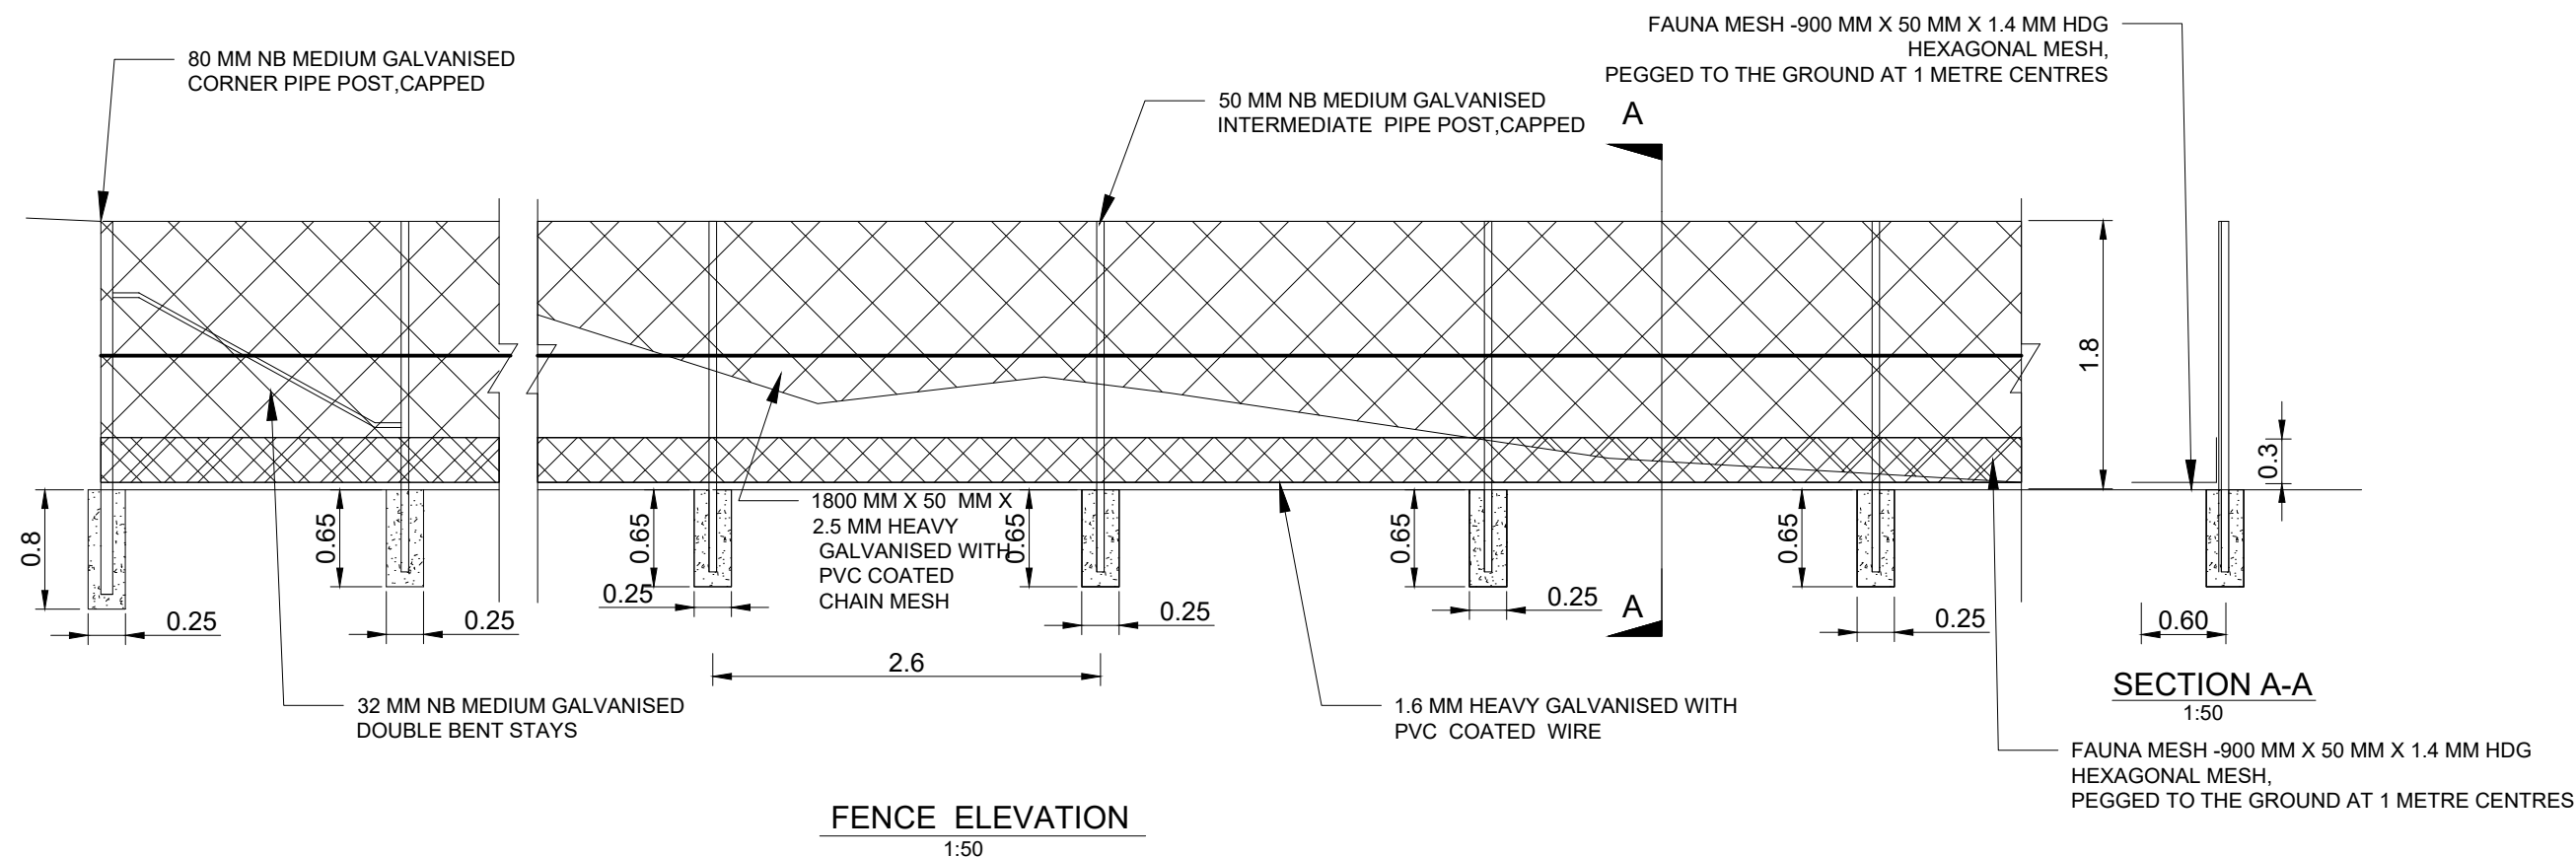 FAUNA MESH -900 MM X 50 MM X 1.4 MM HDG
HEXAGONAL MESH,
PEGGED TO THE GROUND AT 1 METRE CENTRES
80 MM NB MEDIUM GALVANISED
CORNER PIPE POST,CAPPED
50 MM NB MEDIUM GALVANISED
INTERMEDIATE PIPE POST,CAPPED
A
1.8
0.3
1800 MM X 50 MM X
2.5 MM HEAVY
GALVANISED WITH
PVC COATED
CHAIN MESH
0.8
0.65
0.65
0.65
0.65
0.65
0.25
0.25
0.25
0.25
0.25
0.25
A
0.60
2.6
SECTION A-A
1:50
32 MM NB MEDIUM GALVANISED
DOUBLE BENT STAYS
1.6 MM HEAVY GALVANISED WITH
PVC COATED WIRE
FAUNA MESH -900 MM X 50 MM X 1.4 MM HDG
HEXAGONAL MESH,
PEGGED TO THE GROUND AT 1 METRE CENTRES
FENCE ELEVATION
1:50